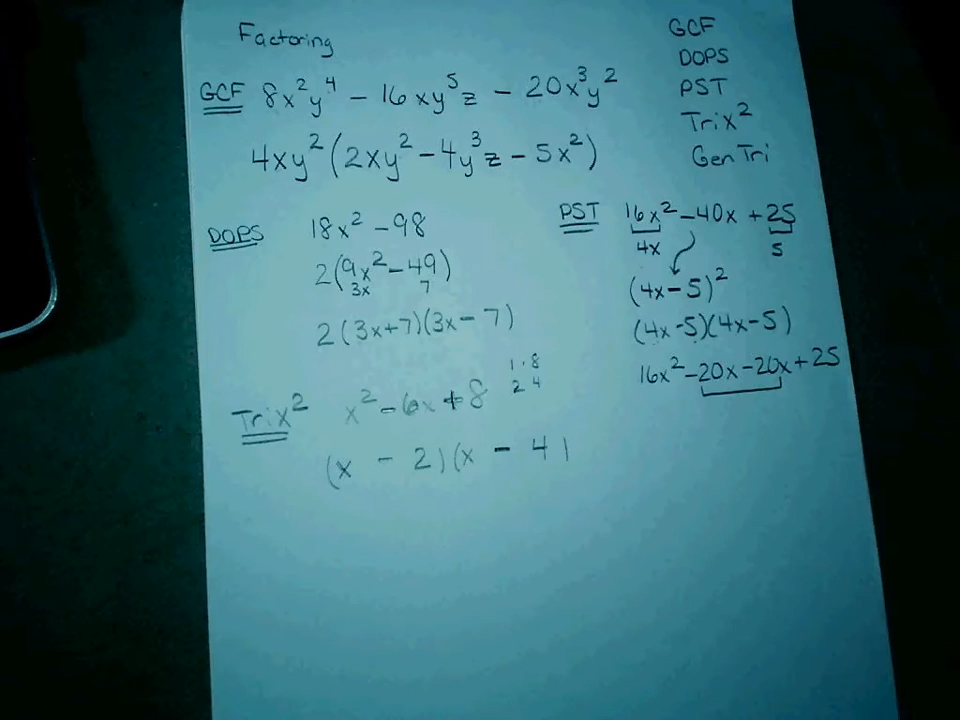 Factoring
GCF 8x²y⁴ - 16xy⁵z - 20x³y²
4xy²(2xy² - 4y³z - 5x²)
GCF
DOPS
PST
Trix²
Gen Tri
DOPS 18x² - 98
2(9x² - 49)
3x 7
2(3x+7)(3x-7)
PST 16x² - 40x + 25
4x 5
(4x-5)²
(4x-5)(4x-5)
16x² - 20x - 20x + 25
Trix² x² - 6x + 8
1·8
2 4
(x - 2)(x - 4)